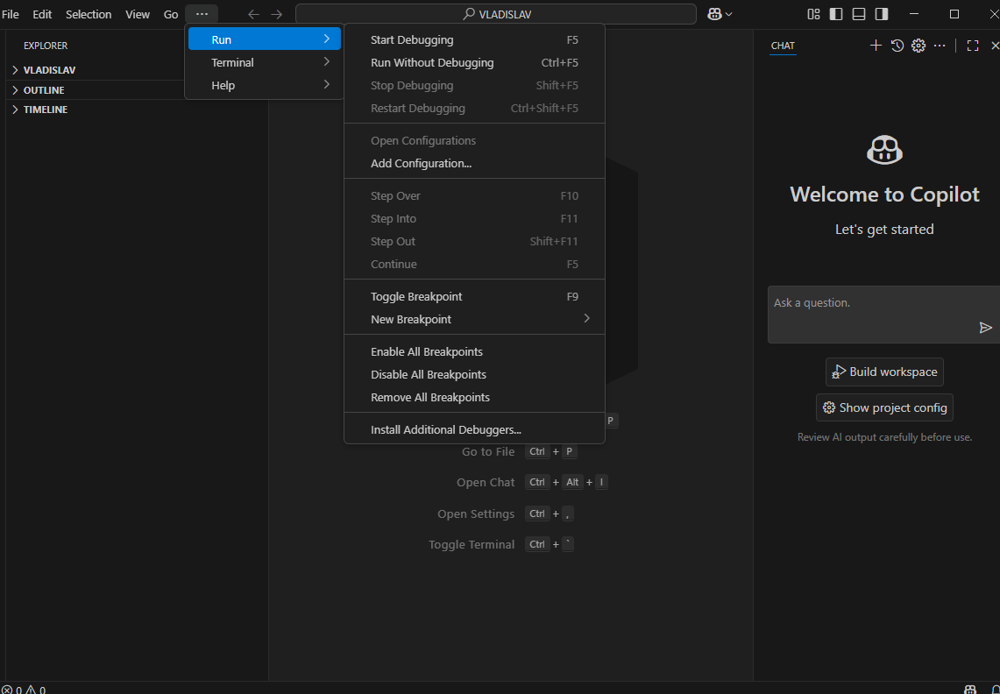 File Edit Selection View Go ... VLADISLAV
EXPLORER
VLADISLAV
OUTLINE
TIMELINE
Run
Terminal
Help
Start Debugging F5
Run Without Debugging Ctrl+F5
Stop Debugging Shift+F5
Restart Debugging Ctrl+Shift+F5
Open Configurations
Add Configuration...
Step Over F10
Step Into F11
Step Out Shift+F11
Continue F5
Toggle Breakpoint F9
New Breakpoint
Enable All Breakpoints
Disable All Breakpoints
Remove All Breakpoints
Install Additional Debuggers...
P
Go to File Ctrl + P
Open Chat Ctrl + Alt + I
Open Settings Ctrl + ,
Toggle Terminal Ctrl + `
CHAT
Welcome to Copilot
Let's get started
Ask a question.
Build workspace
Show project config
Review AI output carefully before use.
0 0